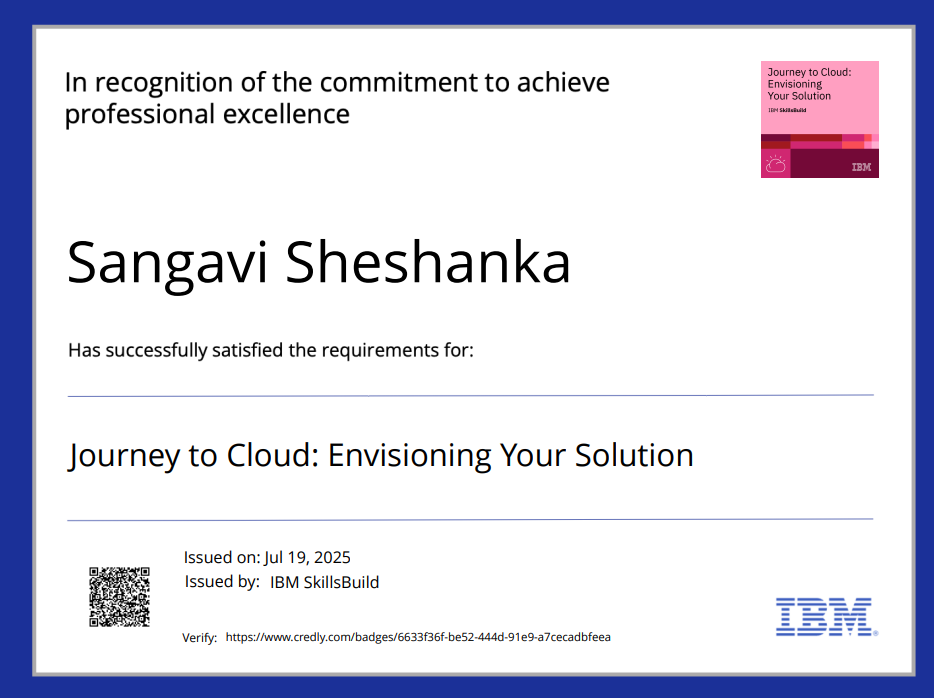 In recognition of the commitment to achieve
professional excellence
Journey to Cloud:
Envisioning
Your Solution
IBM SkillsBuild
IBM
Sangavi Sheshanka
Has successfully satisfied the requirements for:
Journey to Cloud: Envisioning Your Solution
Issued on: Jul 19, 2025
Issued by: IBM SkillsBuild
Verify: https://www.credly.com/badges/6633f36f-be52-444d-91e9-a7cecadbfeea
IBM®